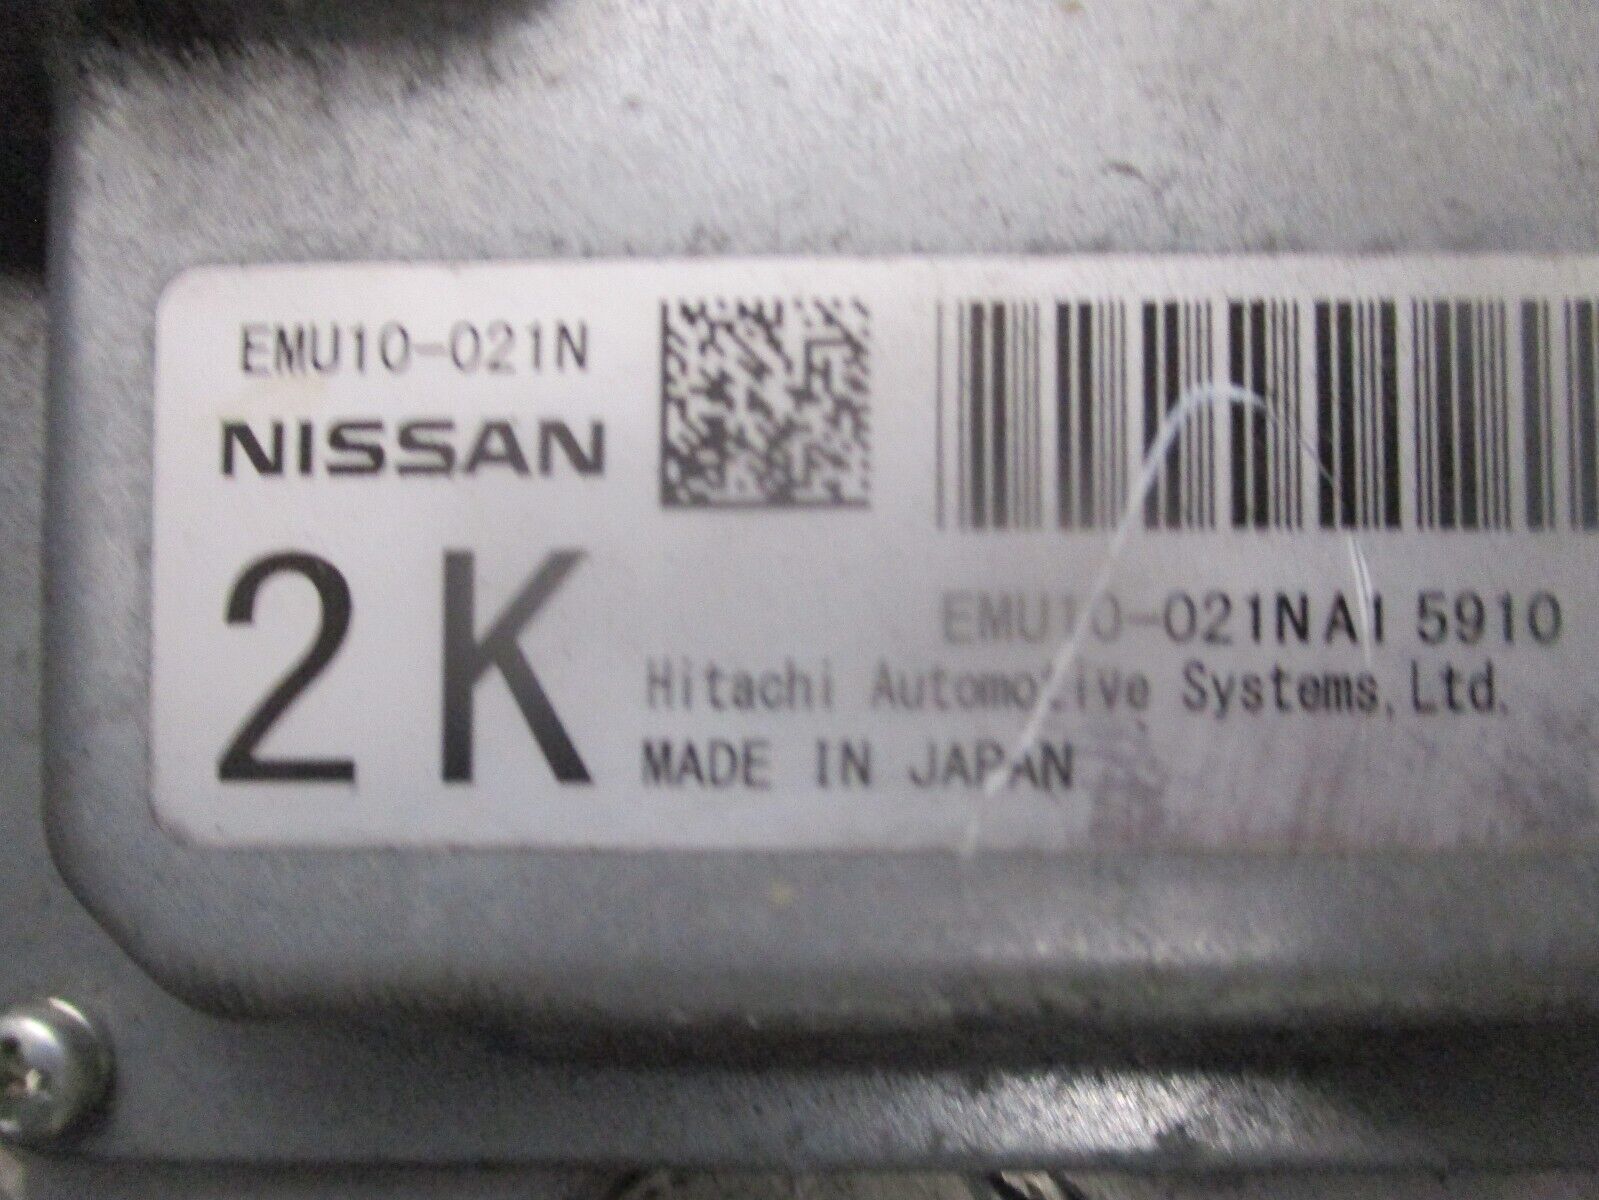 EMU10-021N
NISSAN
2K
EMU10-021NA1 5910
Hitachi Automotive Systems, Ltd.
MADE IN JAPAN